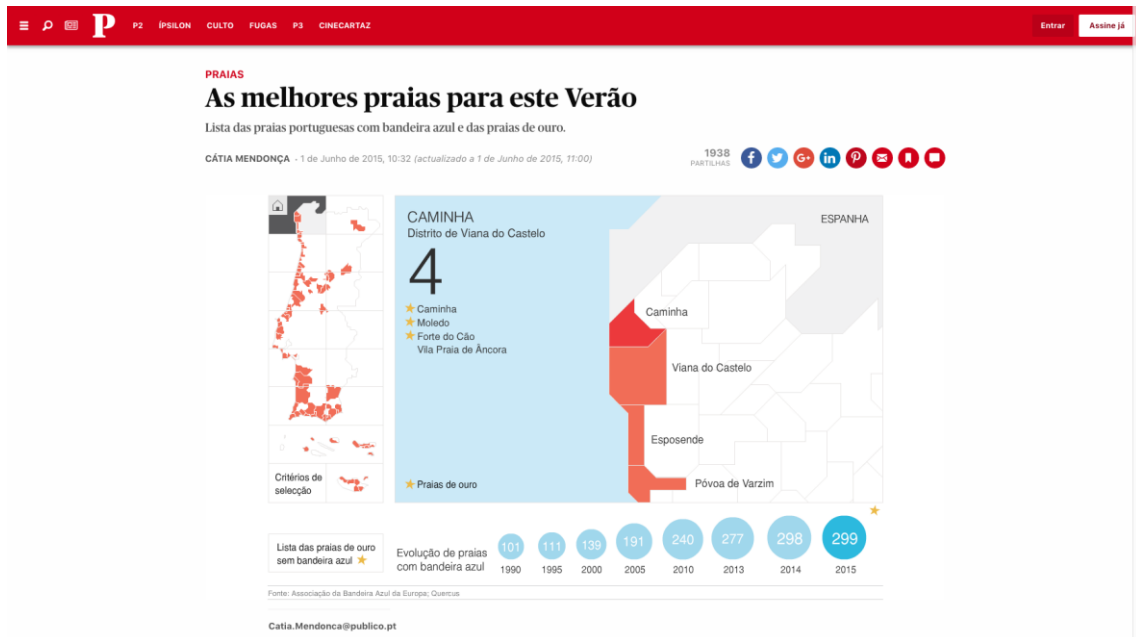 P P2 ÍPSILON CULTO FUGAS P3 CINECARTAZ Entrar Assine já
PRAIAS
As melhores praias para este Verão
Lista das praias portuguesas com bandeira azul e das praias de ouro.
CÁTIA MENDONÇA - 1 de Junho de 2015, 10:32 (actualizado a 1 de Junho de 2015, 11:00)
1938
PARTILHAS
CAMINHA
Distrito de Viana do Castelo
4
Caminha
Moledo
Forte do Cão
Vila Praia de Âncora
Praias de ouro
ESPANHA
Caminha
Viana do Castelo
Esposende
Póvoa de Varzim
Critérios de
selecção
Lista das praias de ouro
sem bandeira azul
Evolução de praias
com bandeira azul
101 111 139 191 240 277 298 299
1990 1995 2000 2005 2010 2013 2014 2015
Fonte: Associação da Bandeira Azul da Europa; Quercus
Catia.Mendonca@publico.pt